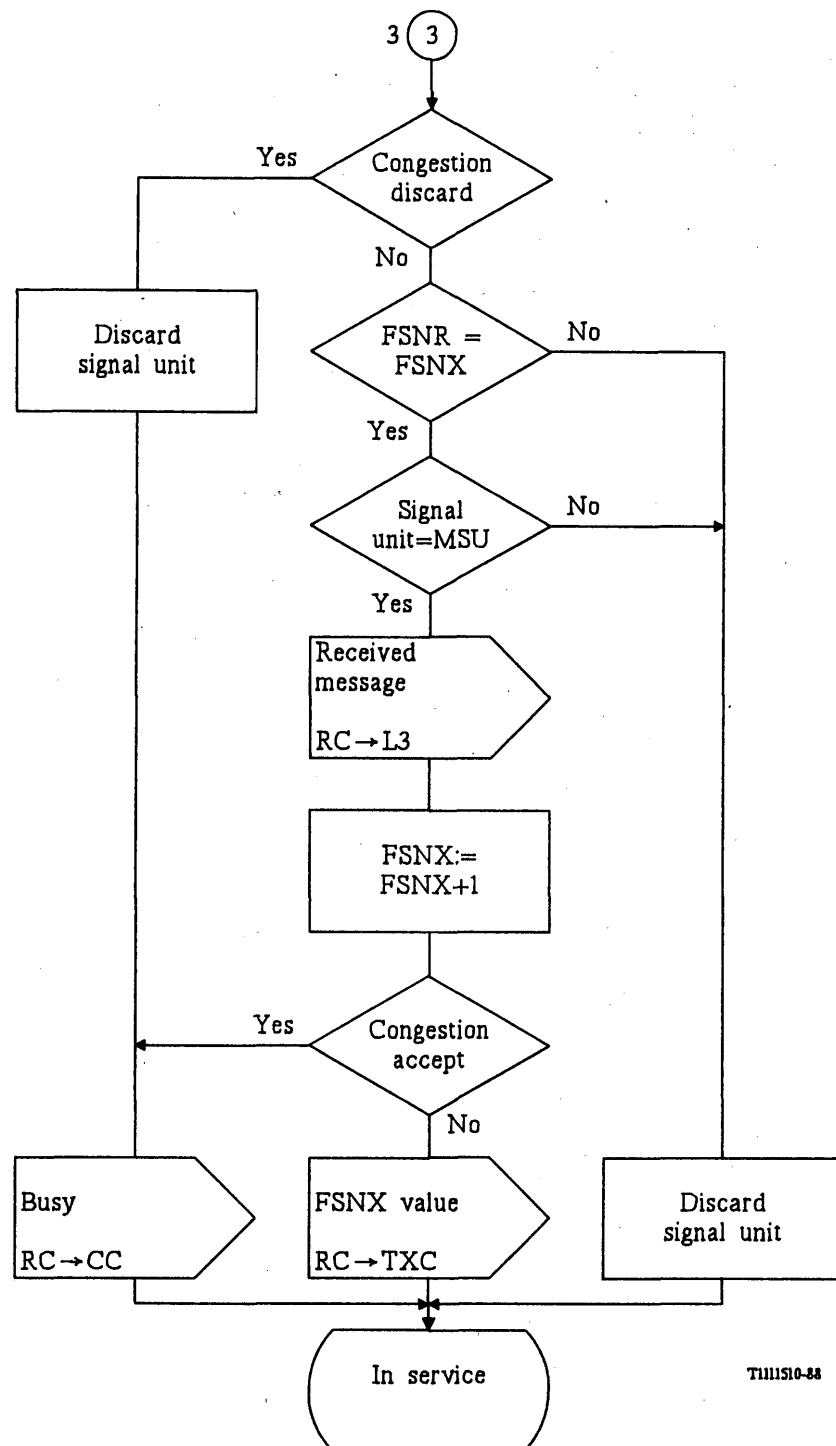 3 3
Yes
Congestion
discard
No
Discard
signal unit
FSNR =
FSNX
No
Yes
Signal
unit=MSU
No
Yes
Received
message
RC→L3
FSNX:=
FSNX+1
Yes
Congestion
accept
No
Busy
RC→CC
FSNX value
RC→TXC
Discard
signal unit
In service
T1111510-88